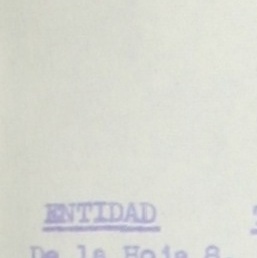 ENTIDAD
De la Hoja 8.